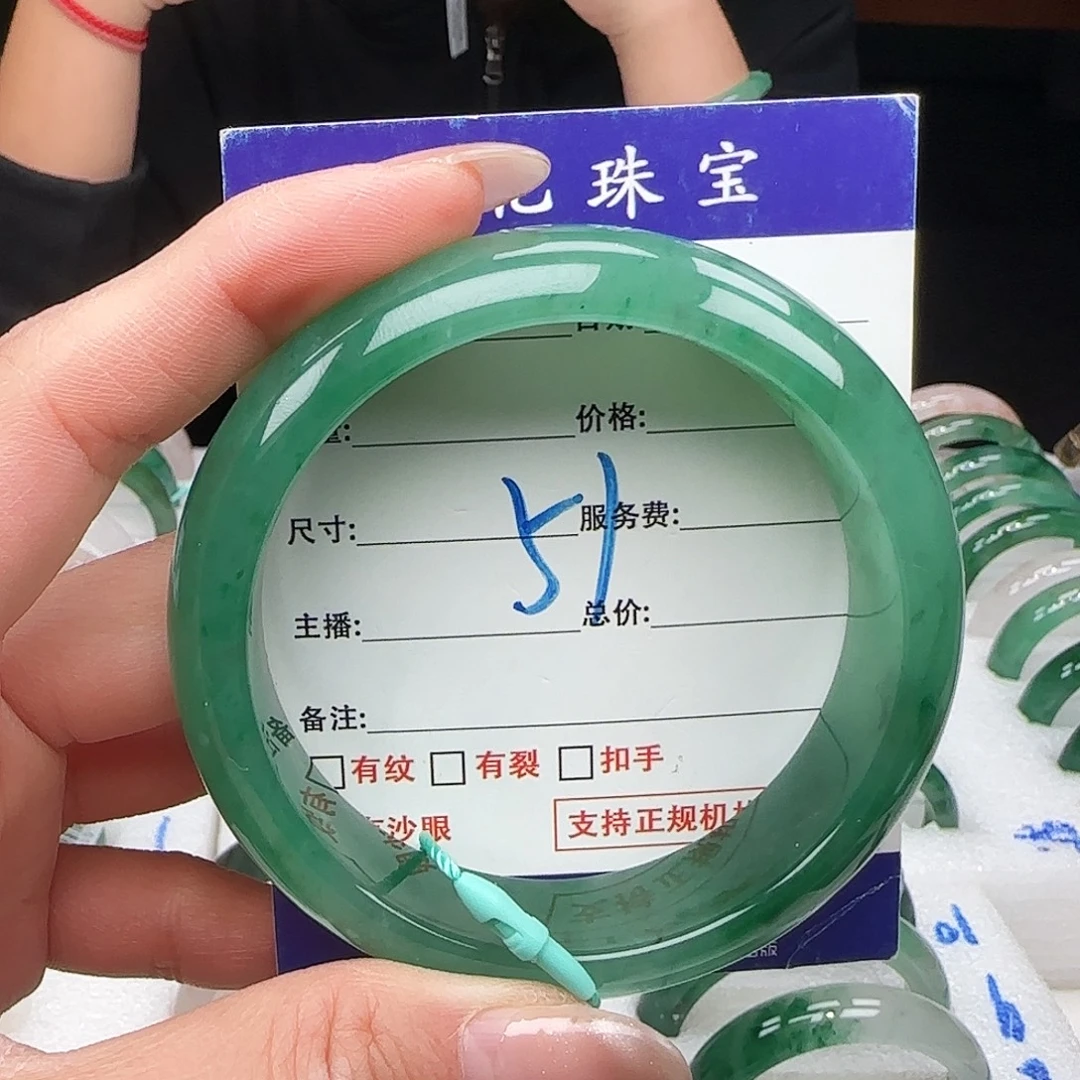 珠宝
价格:
尺寸: 服务费:
51
主播: 总价:
备注:
有纹 有裂 扣手
沙眼 支持正规机
10